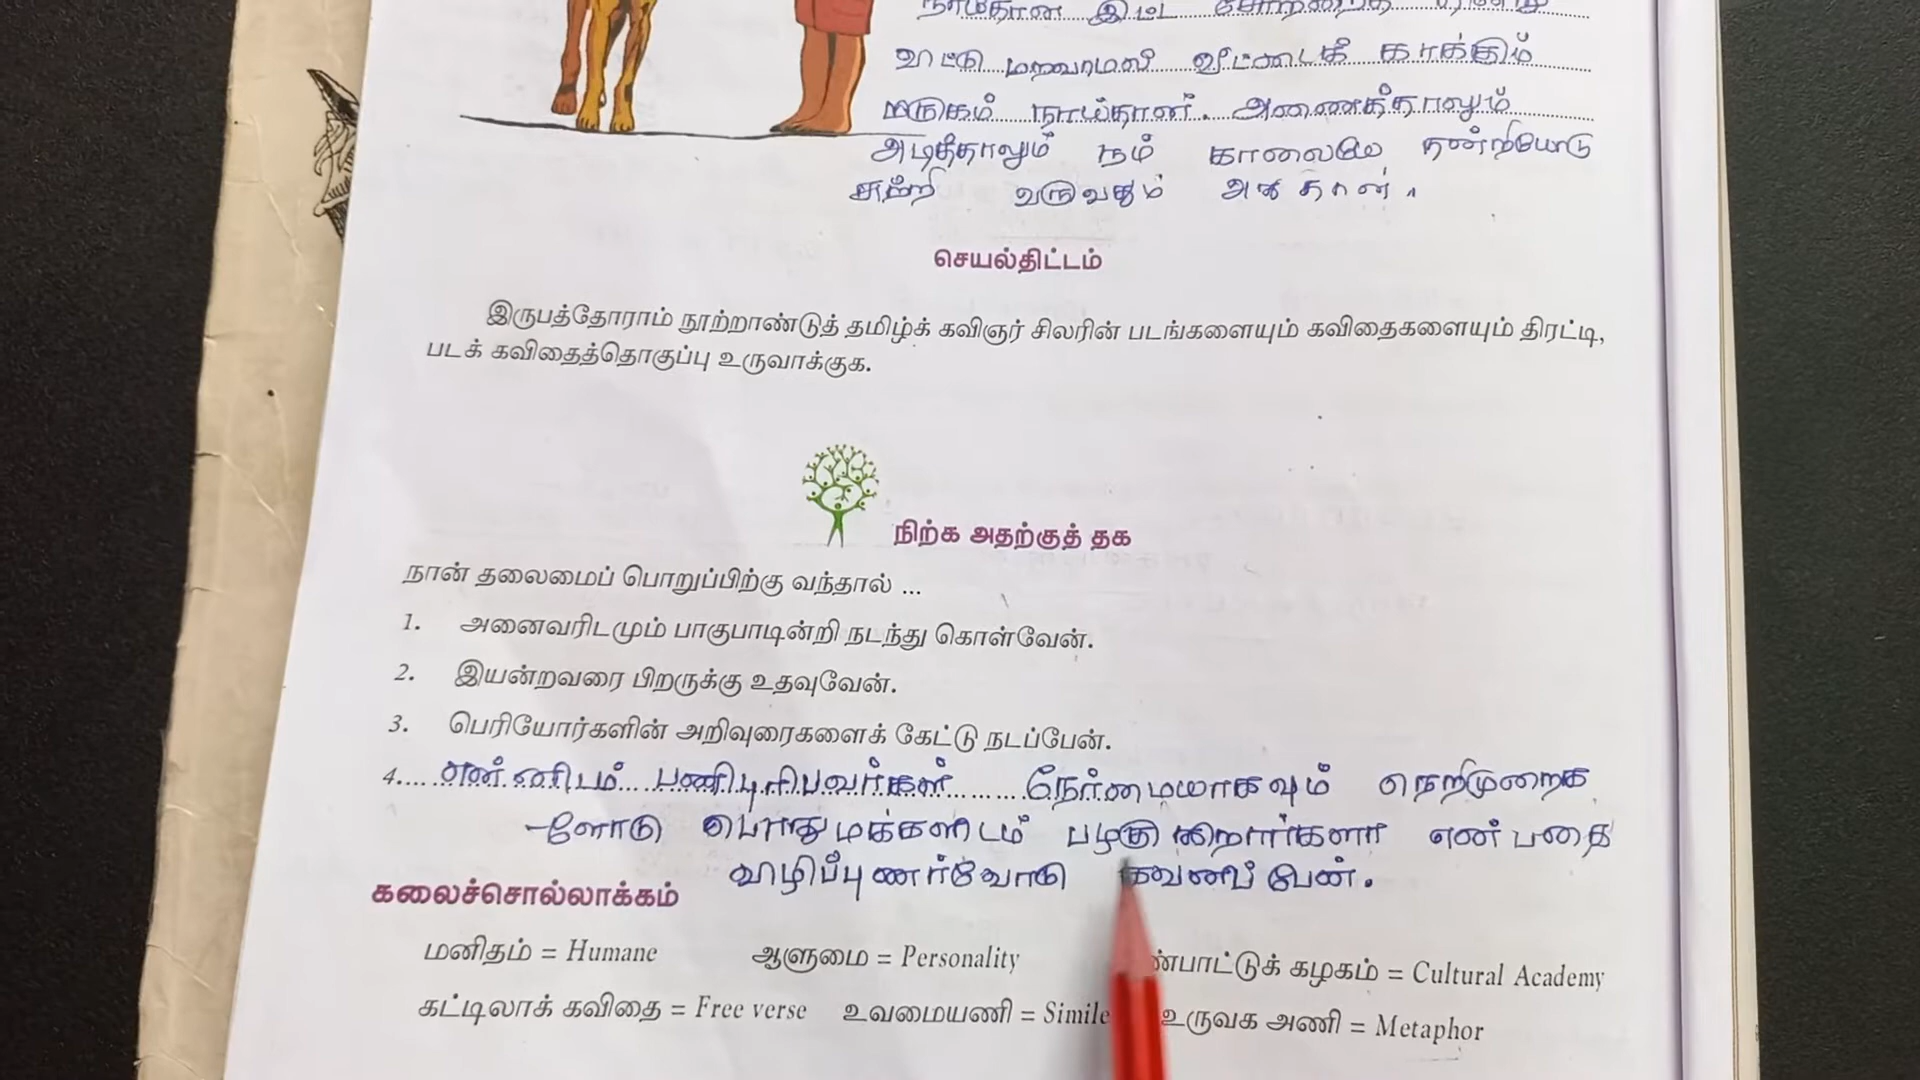 இட்ட சோற்றைத்
மறவாமல் வீட்டைக் காக்கும்
நாய்தான். அணைத்தாலும்
அடித்தாலும் நம் காலையே நன்றியோடு
சுற்றி வருவதும் அதுதான்.
செயல்திட்டம்
இருபத்தோராம் நூற்றாண்டுத் தமிழ்க் கவிஞர் சிலரின் படங்களையும் கவிதைகளையும் திரட்டி,
படக் கவிதைத்தொகுப்பு உருவாக்குக.
நிற்க அதற்குத் தக
நான் தலைமைப் பொறுப்பிற்கு வந்தால் ...
1. அனைவரிடமும் பாகுபாடின்றி நடந்து கொள்வேன்.
2. இயன்றவரை பிறருக்கு உதவுவேன்.
3. பெரியோர்களின் அறிவுரைகளைக் கேட்டு நடப்பேன்.
4..... என்னிடம் பணிபுரிபவர்கள் நேர்மையாகவும் நெறிமுறைக
-ளோடு பொதுமக்களிடம் பழகுகிறார்களா என்பதை
விழிப்புணர்வோடு கவனிப்பேன்.
கலைச்சொல்லாக்கம்
மனிதம் = Humane ஆளுமை = Personality ண்பாட்டுக் கழகம் = Cultural Academy
கட்டிலாக் கவிதை = Free verse உவமையணி = Simile உருவக அணி = Metaphor